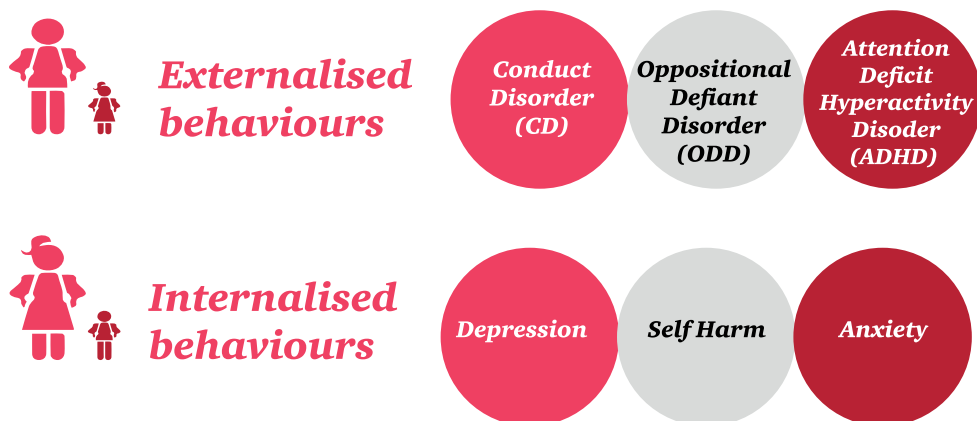 Externalised
behaviours
Conduct
Disorder
(CD)
Oppositional
Defiant
Disorder
(ODD)
Attention
Deficit
Hyperactivity
Disoder
(ADHD)
Internalised
behaviours
Depression
Self Harm
Anxiety